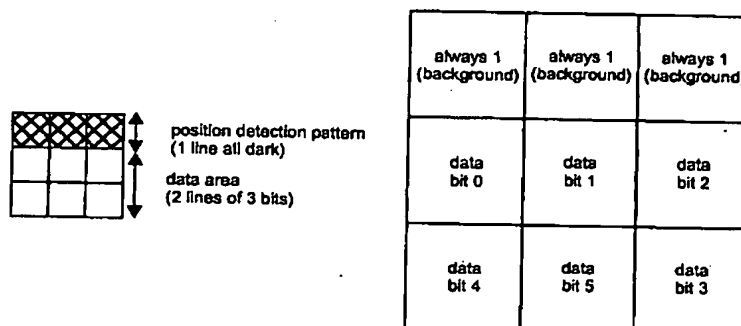 position detection pattern
(1 line all dark)
data area
(2 lines of 3 bits)
always 1
(background)
always 1
(background)
always 1
(background)
data
bit 0
data
bit 1
data
bit 2
data
bit 4
data
bit 5
data
bit 3